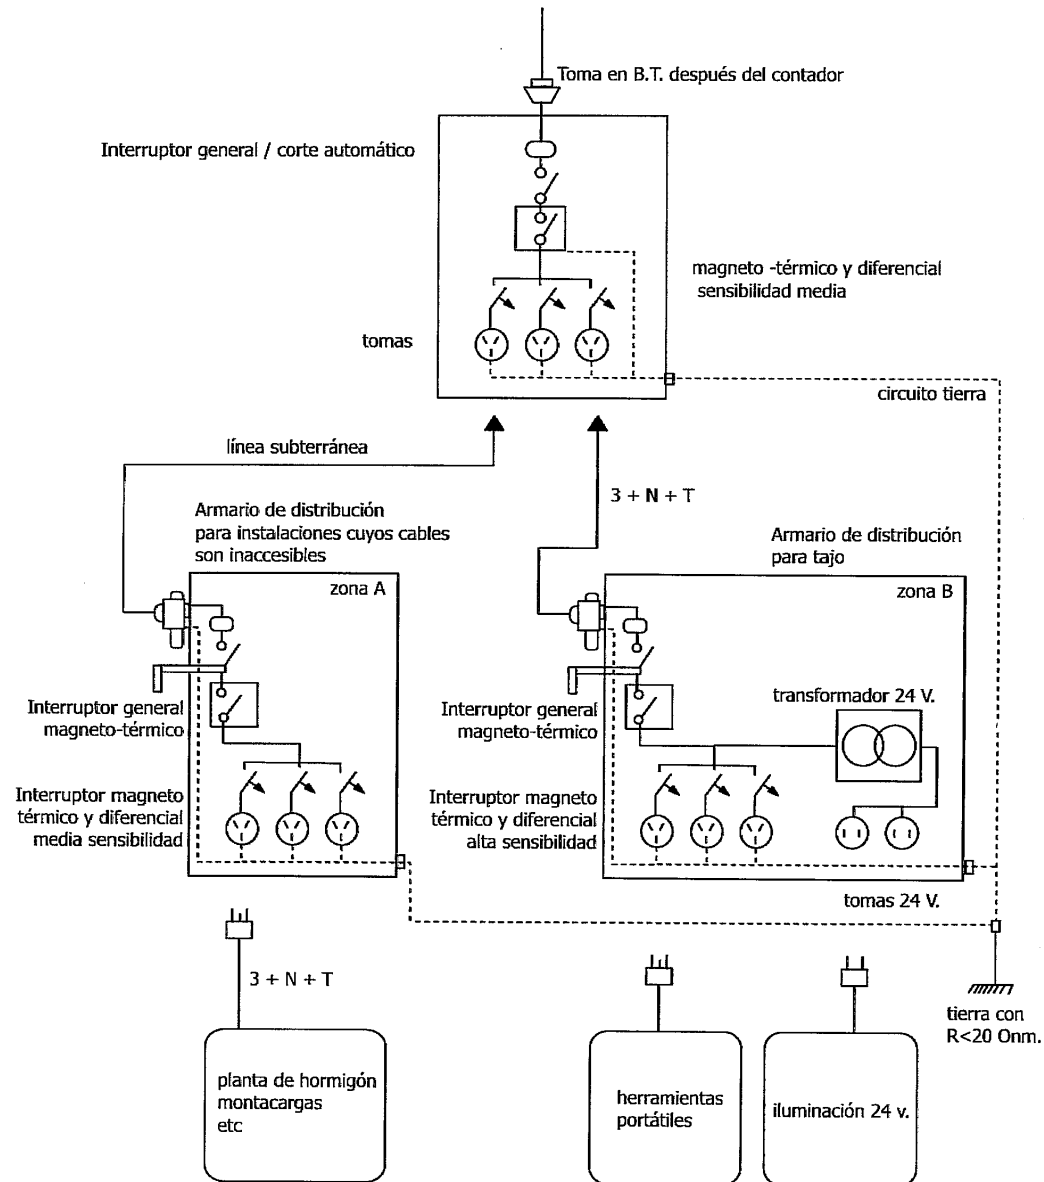 Toma en B.T. después del contador
Interruptor general / corte automático
magneto -térmico y diferencial
sensibilidad media
tomas
circuito tierra
línea subterránea
3 + N + T
Armario de distribución
para instalaciones cuyos cables
son inaccesibles
Armario de distribución
para tajo
zona A
zona B
transformador 24 V.
Interruptor general
magneto-térmico
Interruptor general
magneto-térmico
Interruptor magneto
térmico y diferencial
media sensibilidad
Interruptor magneto
térmico y diferencial
alta sensibilidad
tomas 24 V.
3 + N + T
tierra con
R<20 Onm.
planta de hormigón
montacargas
etc
herramientas
portátiles
iluminación 24 v.